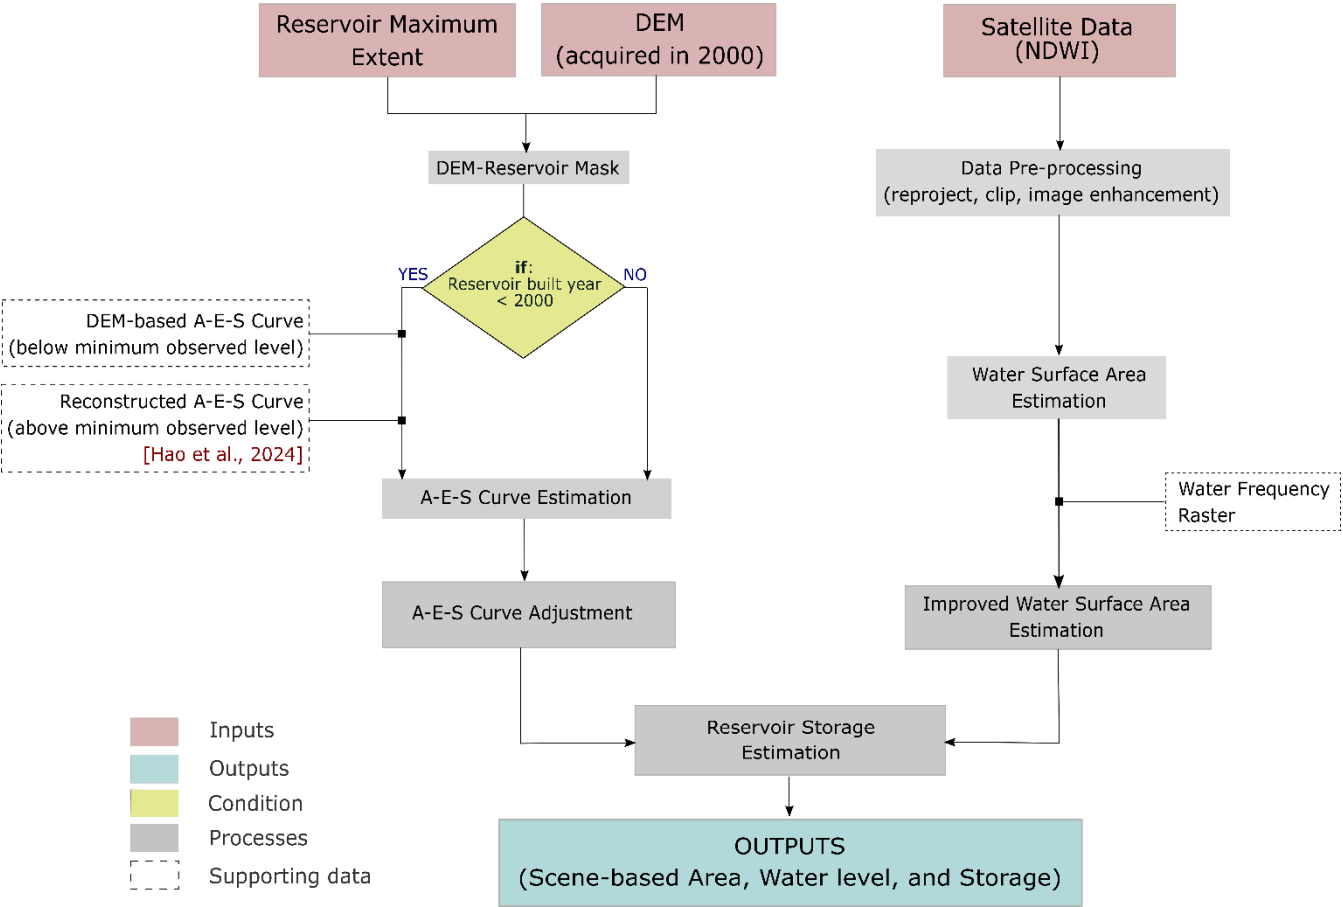 Reservoir Maximum
Extent
DEM
(acquired in 2000)
Satellite Data
(NDWI)
DEM-Reservoir Mask
Data Pre-processing
(reproject, clip, image enhancement)
YES
if:
Reservoir built year
< 2000
NO
DEM-based A-E-S Curve
(below minimum observed level)
Reconstructed A-E-S Curve
(above minimum observed level)
[Hao et al., 2024]
Water Surface Area
Estimation
A-E-S Curve Estimation
Water Frequency
Raster
A-E-S Curve Adjustment
Improved Water Surface Area
Estimation
Reservoir Storage
Estimation
Inputs
Outputs
Condition
Processes
Supporting data
OUTPUTS
(Scene-based Area, Water level, and Storage)